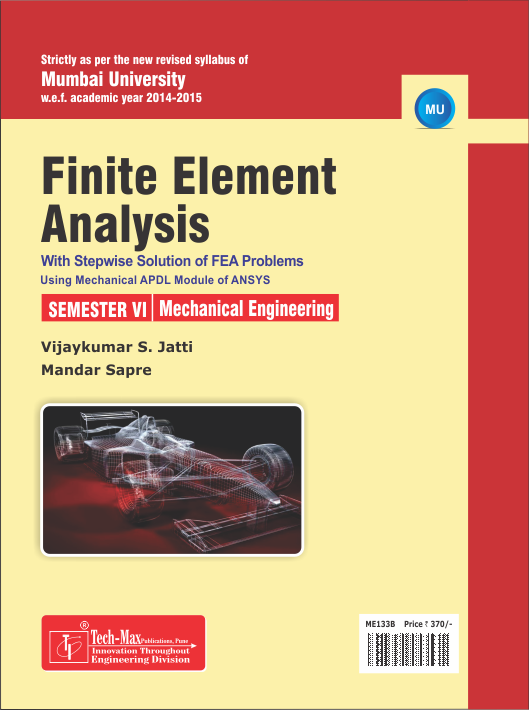 Strictly as per the new revised syllabus of
Mumbai University
w.e.f. academic year 2014-2015
MU
Finite Element
Analysis
With Stepwise Solution of FEA Problems
Using Mechanical APDL Module of ANSYS
SEMESTER VI Mechanical Engineering
Vijaykumar S. Jatti
Mandar Sapre
®
Tech-Max Publications, Pune
Innovation Throughout
Engineering Division
ME133B Price ₹ 370/-